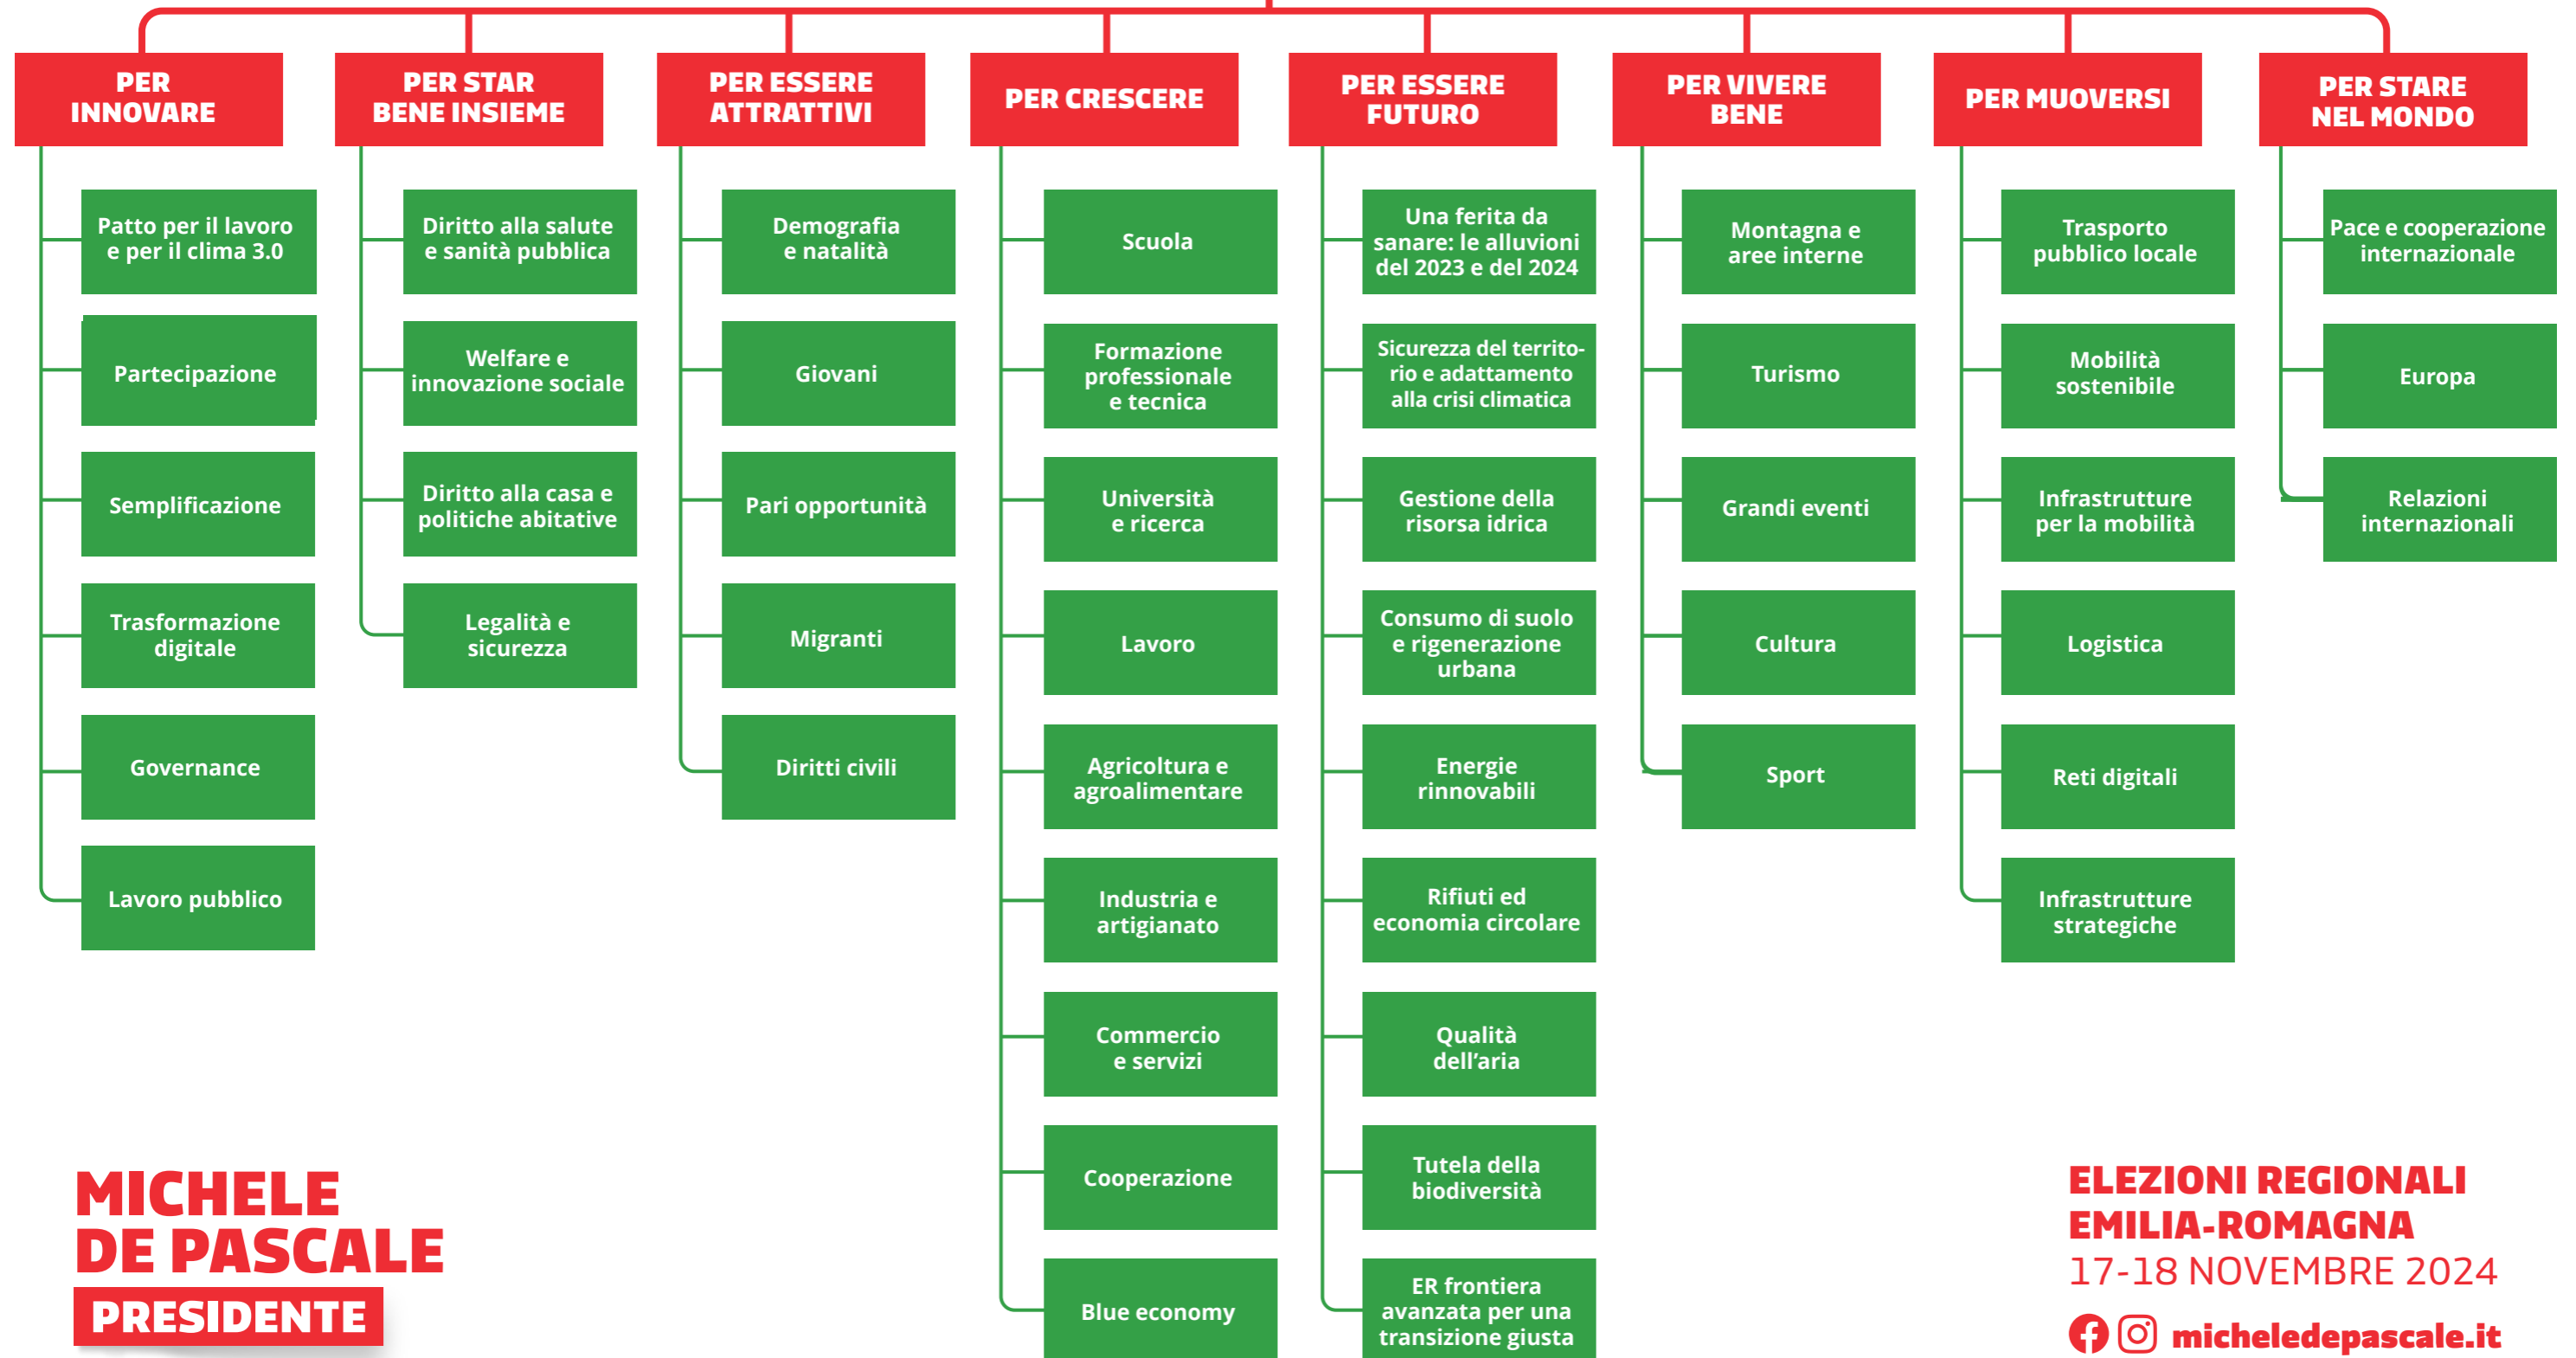 PER
INNOVARE
Patto per il lavoro
e per il clima 3.0
Partecipazione
Semplificazione
Trasformazione
digitale
Governance
Lavoro pubblico
PER STAR
BENE INSIEME
Diritto alla salute
e sanità pubblica
Welfare e
innovazione sociale
Diritto alla casa e
politiche abitative
Legalità e
sicurezza
PER ESSERE
ATTRATTIVI
Demografia
e natalità
Giovani
Pari opportunità
Migranti
Diritti civili
PER CRESCERE
Scuola
Formazione
professionale
e tecnica
Università
e ricerca
Lavoro
Agricoltura e
agroalimentare
Industria e
artigianato
Commercio
e servizi
Cooperazione
Blue economy
PER ESSERE
FUTURO
Una ferita da
sanare: le alluvioni
del 2023 e del 2024
Sicurezza del territo-
rio e adattamento
alla crisi climatica
Gestione della
risorsa idrica
Consumo di suolo
e rigenerazione
urbana
Energie
rinnovabili
Rifiuti ed
economia circolare
Qualità
dell’aria
Tutela della
biodiversità
ER frontiera
avanzata per una
transizione giusta
PER VIVERE
BENE
Montagna e
aree interne
Turismo
Grandi eventi
Cultura
Sport
PER MUOVERSI
Trasporto
pubblico locale
Mobilità
sostenibile
Infrastrutture
per la mobilità
Logistica
Reti digitali
Infrastrutture
strategiche
PER STARE
NEL MONDO
Pace e cooperazione
internazionale
Europa
Relazioni
internazionali
MICHELE
DE PASCALE
PRESIDENTE
ELEZIONI REGIONALI
EMILIA-ROMAGNA
17-18 NOVEMBRE 2024
micheledepascale.it